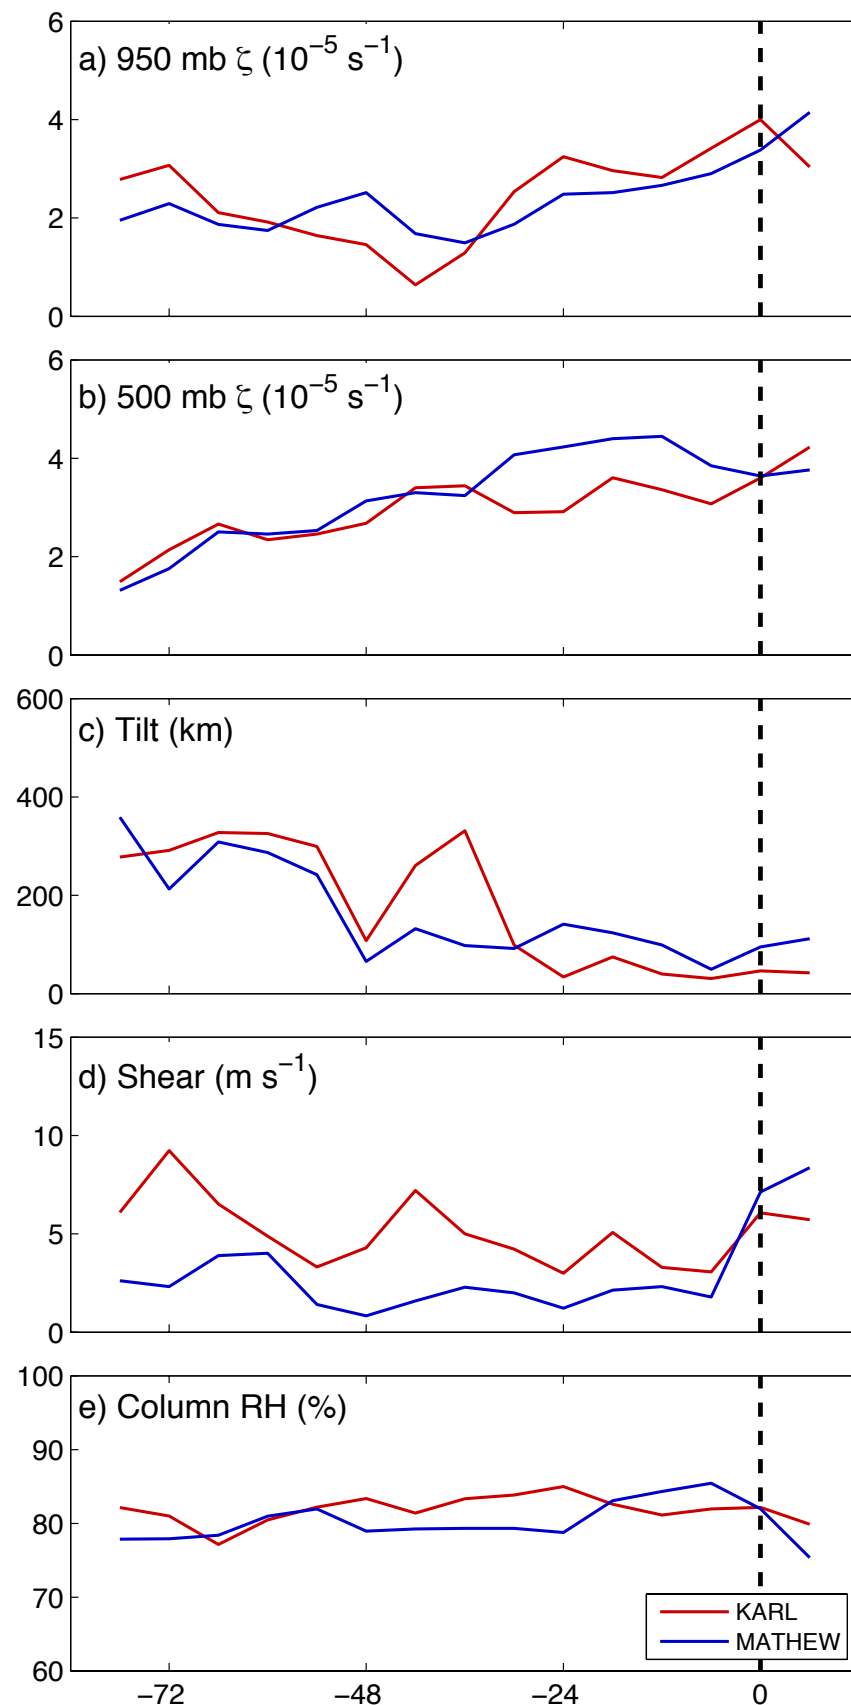 6
a) 950 mb ζ (10⁻⁵ s⁻¹)
4
2
0
6
b) 500 mb ζ (10⁻⁵ s⁻¹)
4
2
0
600
c) Tilt (km)
400
200
0
15
d) Shear (m s⁻¹)
10
5
0
100
e) Column RH (%)
90
80
70
60
KARL
MATHEW
−72 −48 −24 0